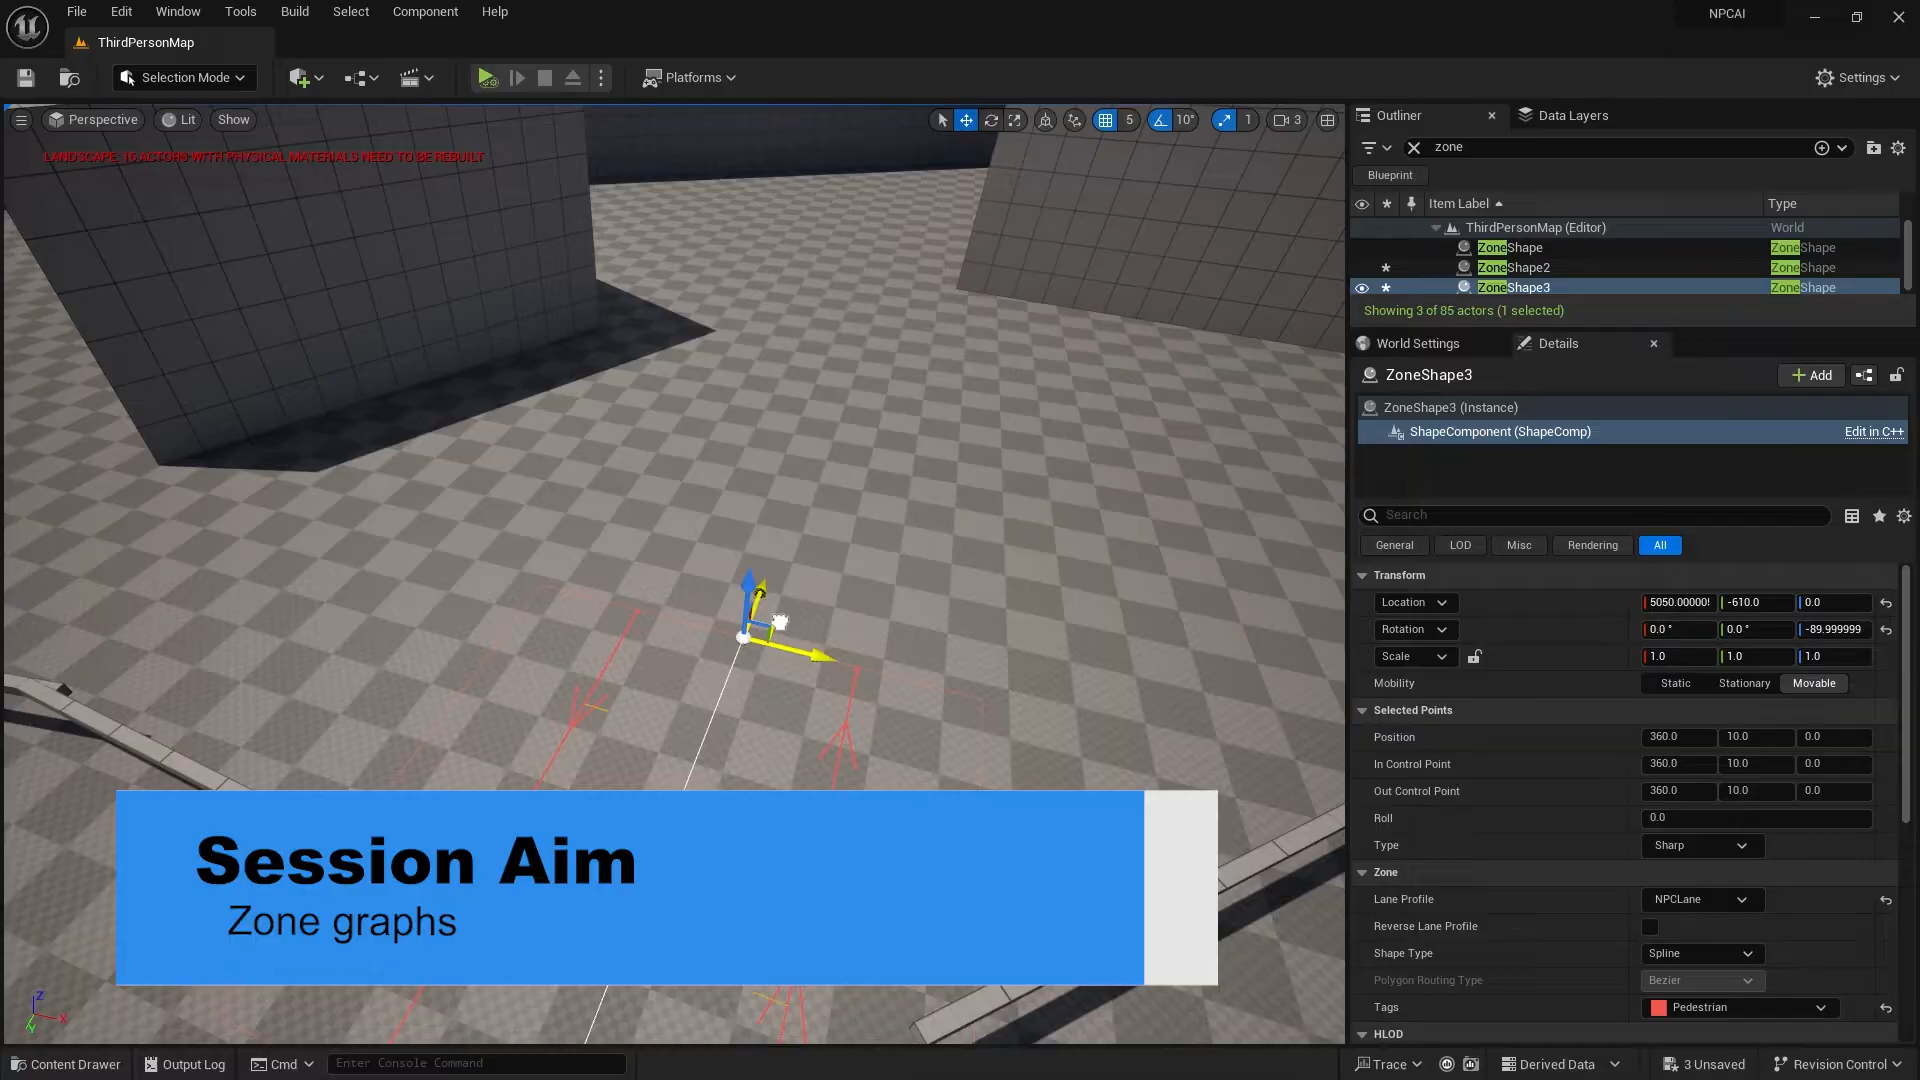 File Edit Window Tools Build Select Component Help
NPCAI
ThirdPersonMap
Selection Mode
Platforms
Settings
Perspective Lit Show
5 10° 1 3
LANDSCAPE: 16 ACTORS WITH PHYSICAL MATERIALS NEED TO BE REBUILT
Outliner
Data Layers
zone
Blueprint
Item Label Type
ThirdPersonMap (Editor) World
ZoneShape ZoneShape
ZoneShape2 ZoneShape
ZoneShape3 ZoneShape
Showing 3 of 85 actors (1 selected)
World Settings Details
ZoneShape3
Add
ZoneShape3 (Instance)
ShapeComponent (ShapeComp) Edit in C++
Search
General LOD Misc Rendering All
Transform
Location 5050.00000 -610.0 0.0
Rotation 0.0 ° 0.0 ° -89.999999
Scale 1.0 1.0 1.0
Mobility Static Stationary Movable
Selected Points
Position 360.0 10.0 0.0
In Control Point 360.0 10.0 0.0
Out Control Point 360.0 10.0 0.0
Roll 0.0
Type Sharp
Zone
Lane Profile NPCLane
Reverse Lane Profile
Shape Type Spline
Polygon Routing Type Bezier
Tags Pedestrian
HLOD
Session Aim
Zone graphs
Z
X
Y
Content Drawer Output Log Cmd Enter Console Command Trace Derived Data 3 Unsaved Revision Control